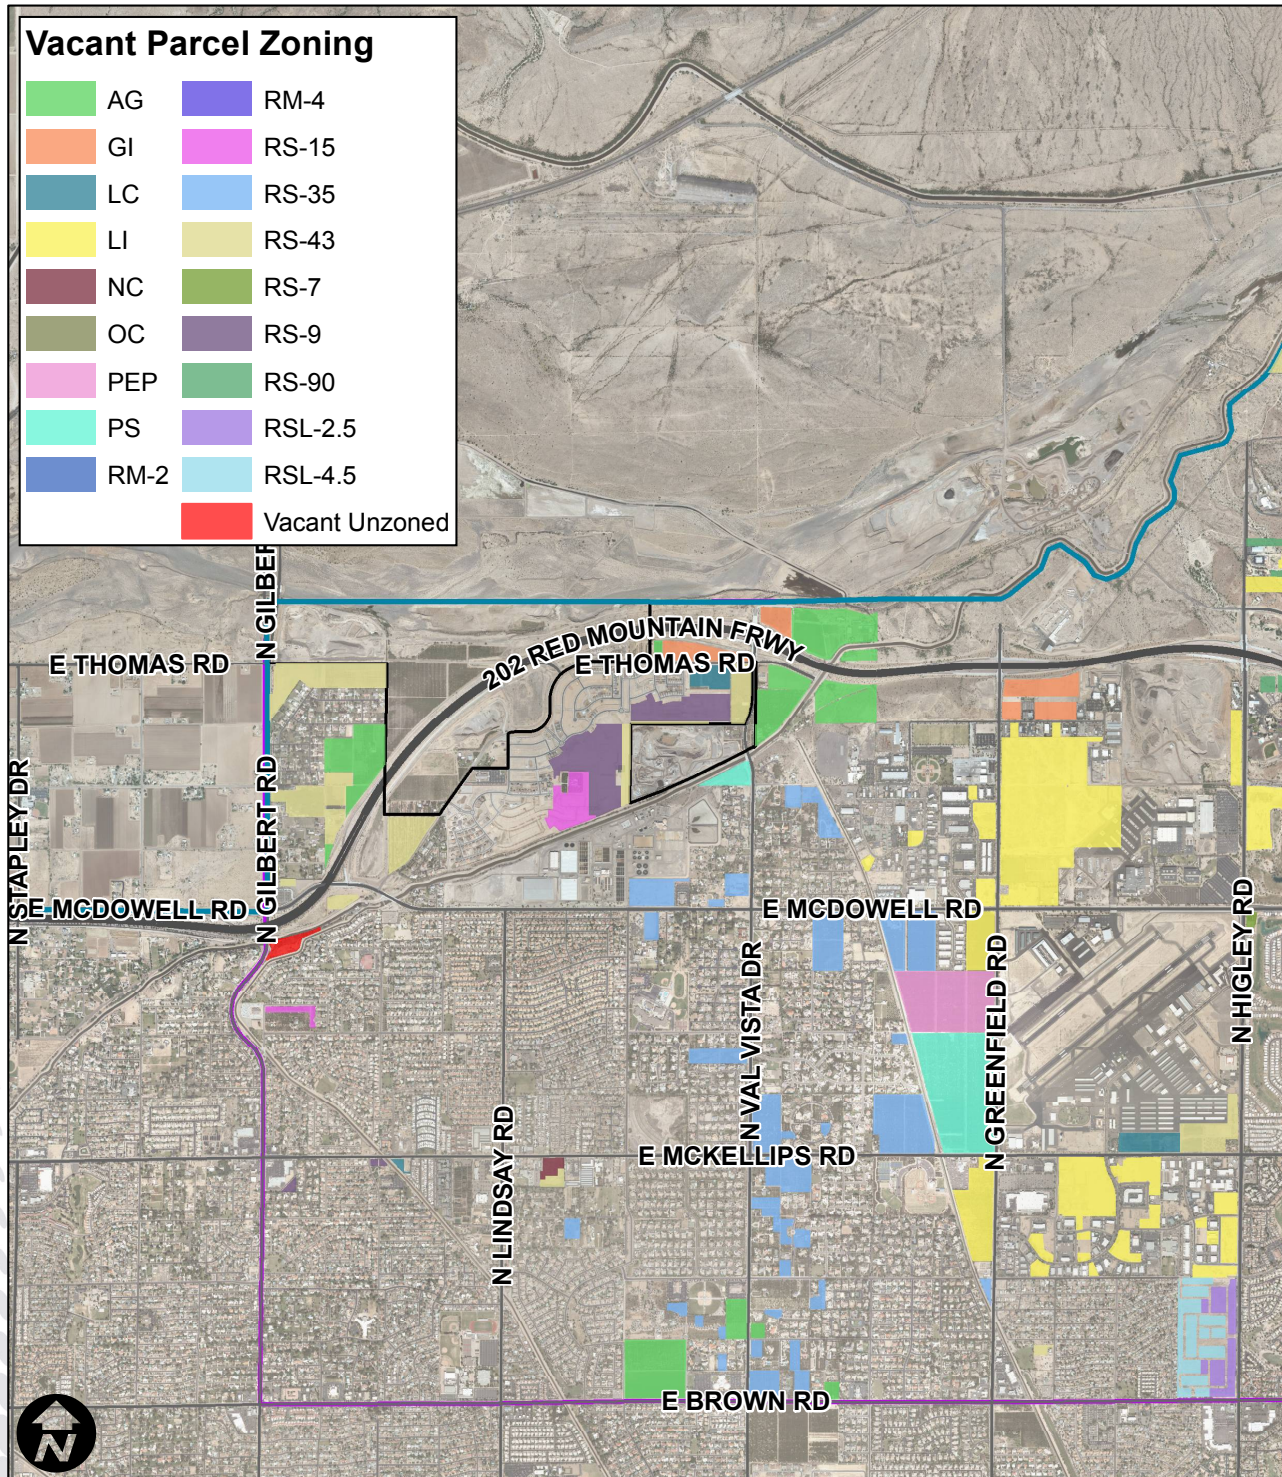 Vacant Parcel Zoning
AG
GI
LC
LI
NC
OC
PEP
PS
RM-2
RM-4
RS-15
RS-35
RS-43
RS-7
RS-9
RS-90
RSL-2.5
RSL-4.5
Vacant Unzoned
N GILBER
E THOMAS RD
202 RED MOUNTAIN FRWY
E THOMAS RD
N STAPLEY DR
N GILBERT RD
E MCDOWELL RD
E MCDOWELL RD
N VAL VISTA DR
N GREENFIELD RD
N HIGLEY RD
N LINDSAY RD
E MCKELLIPS RD
E BROWN RD
N